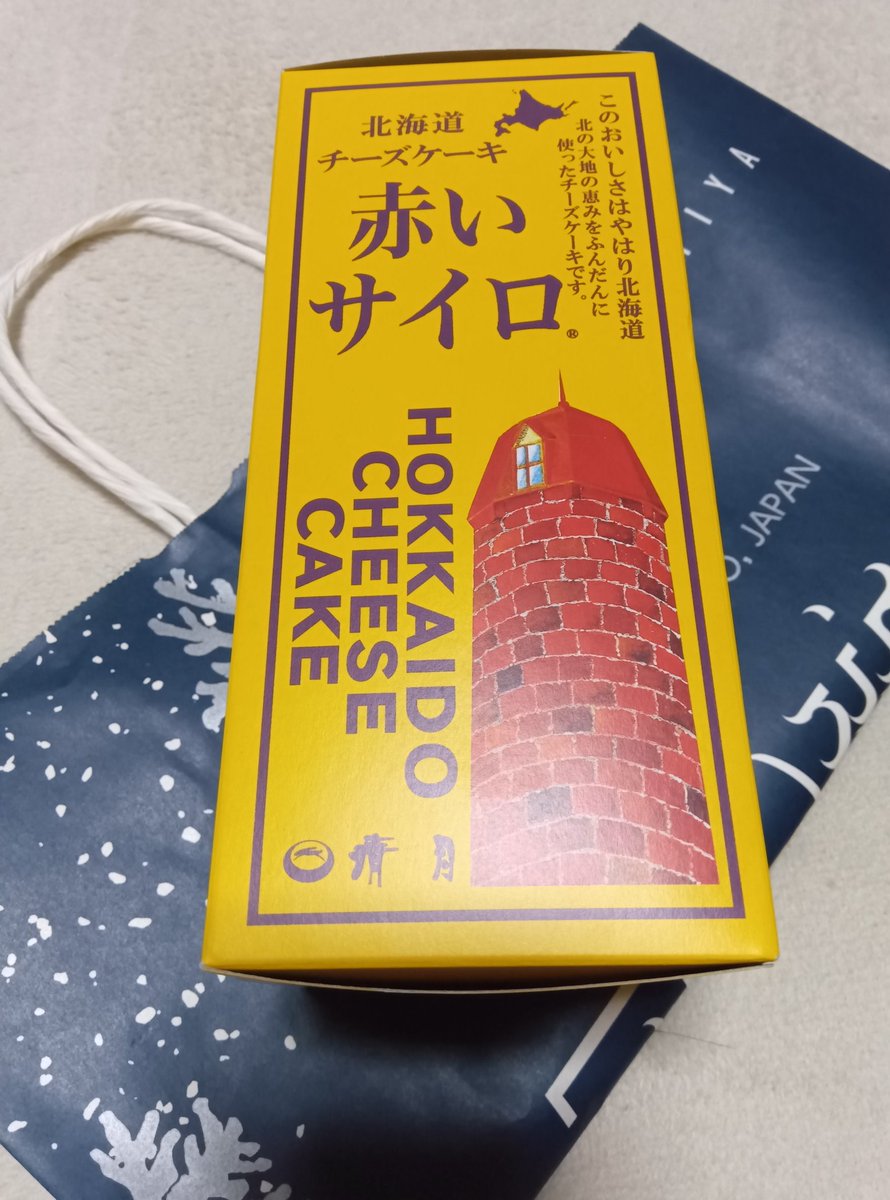 北海道
チーズケーキ
赤い
サイロ®
このおいしさはやはり北海道
北の大地の恵みをふんだんに
使ったチーズケーキです。
HOKKAIDO
CHEESE
CAKE
清月
IYA
O, JAPAN